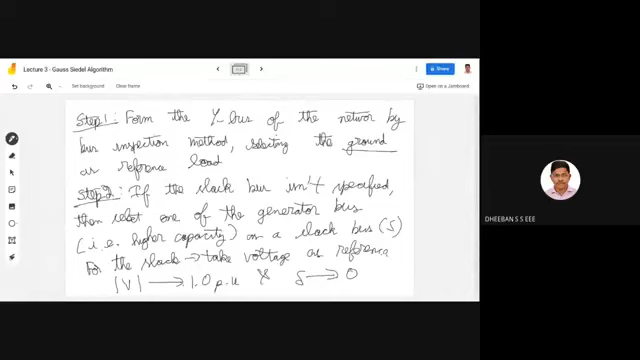 Lecture 3 - Gauss Siedel Algorithm
Share
Set background
Clear frame
Open on a Jamboard
Step 1: Form the Y-bus of the networ by
bus inspection method, selecting the ground
as reference load
Step 2: If the slack bus isn't specified,
then select one of the generator bus
(i.e. higher capacity) as a slack bus (S)
For the slack → take voltage as reference
|V| → 1.0 p.u & δ → 0
DHEEBAN S S EEE